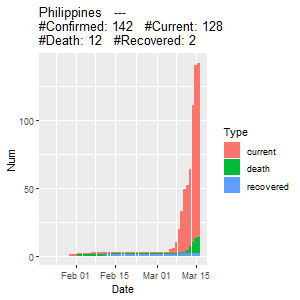 Philippines   ---
#Confirmed: 142   #Current: 128
#Death: 12   #Recovered: 2
Num
100
50
0
Feb 01 Feb 15 Mar 01 Mar 15
Date
Type
current
death
recovered